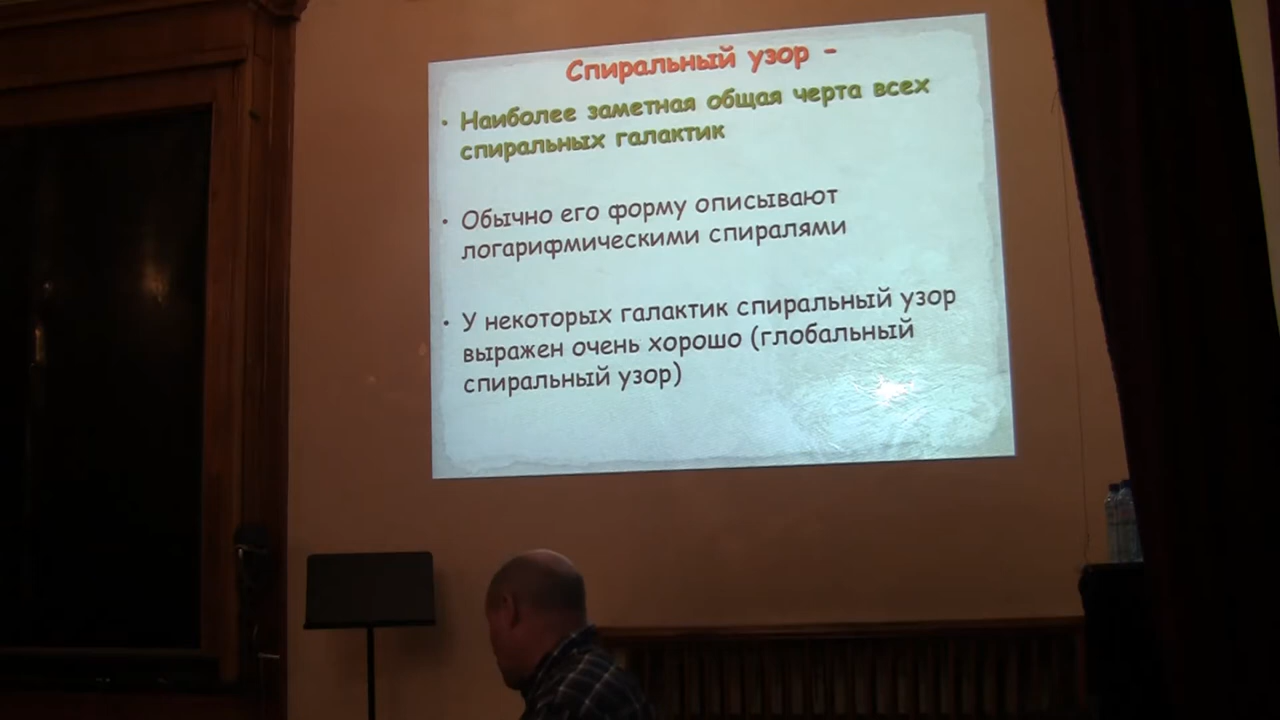 Спиральный узор -
• Наиболее заметная общая черта всех
спиральных галактик
• Обычно его форму описывают
логарифмическими спиралями
• У некоторых галактик спиральный узор
выражен очень хорошо (глобальный
спиральный узор)